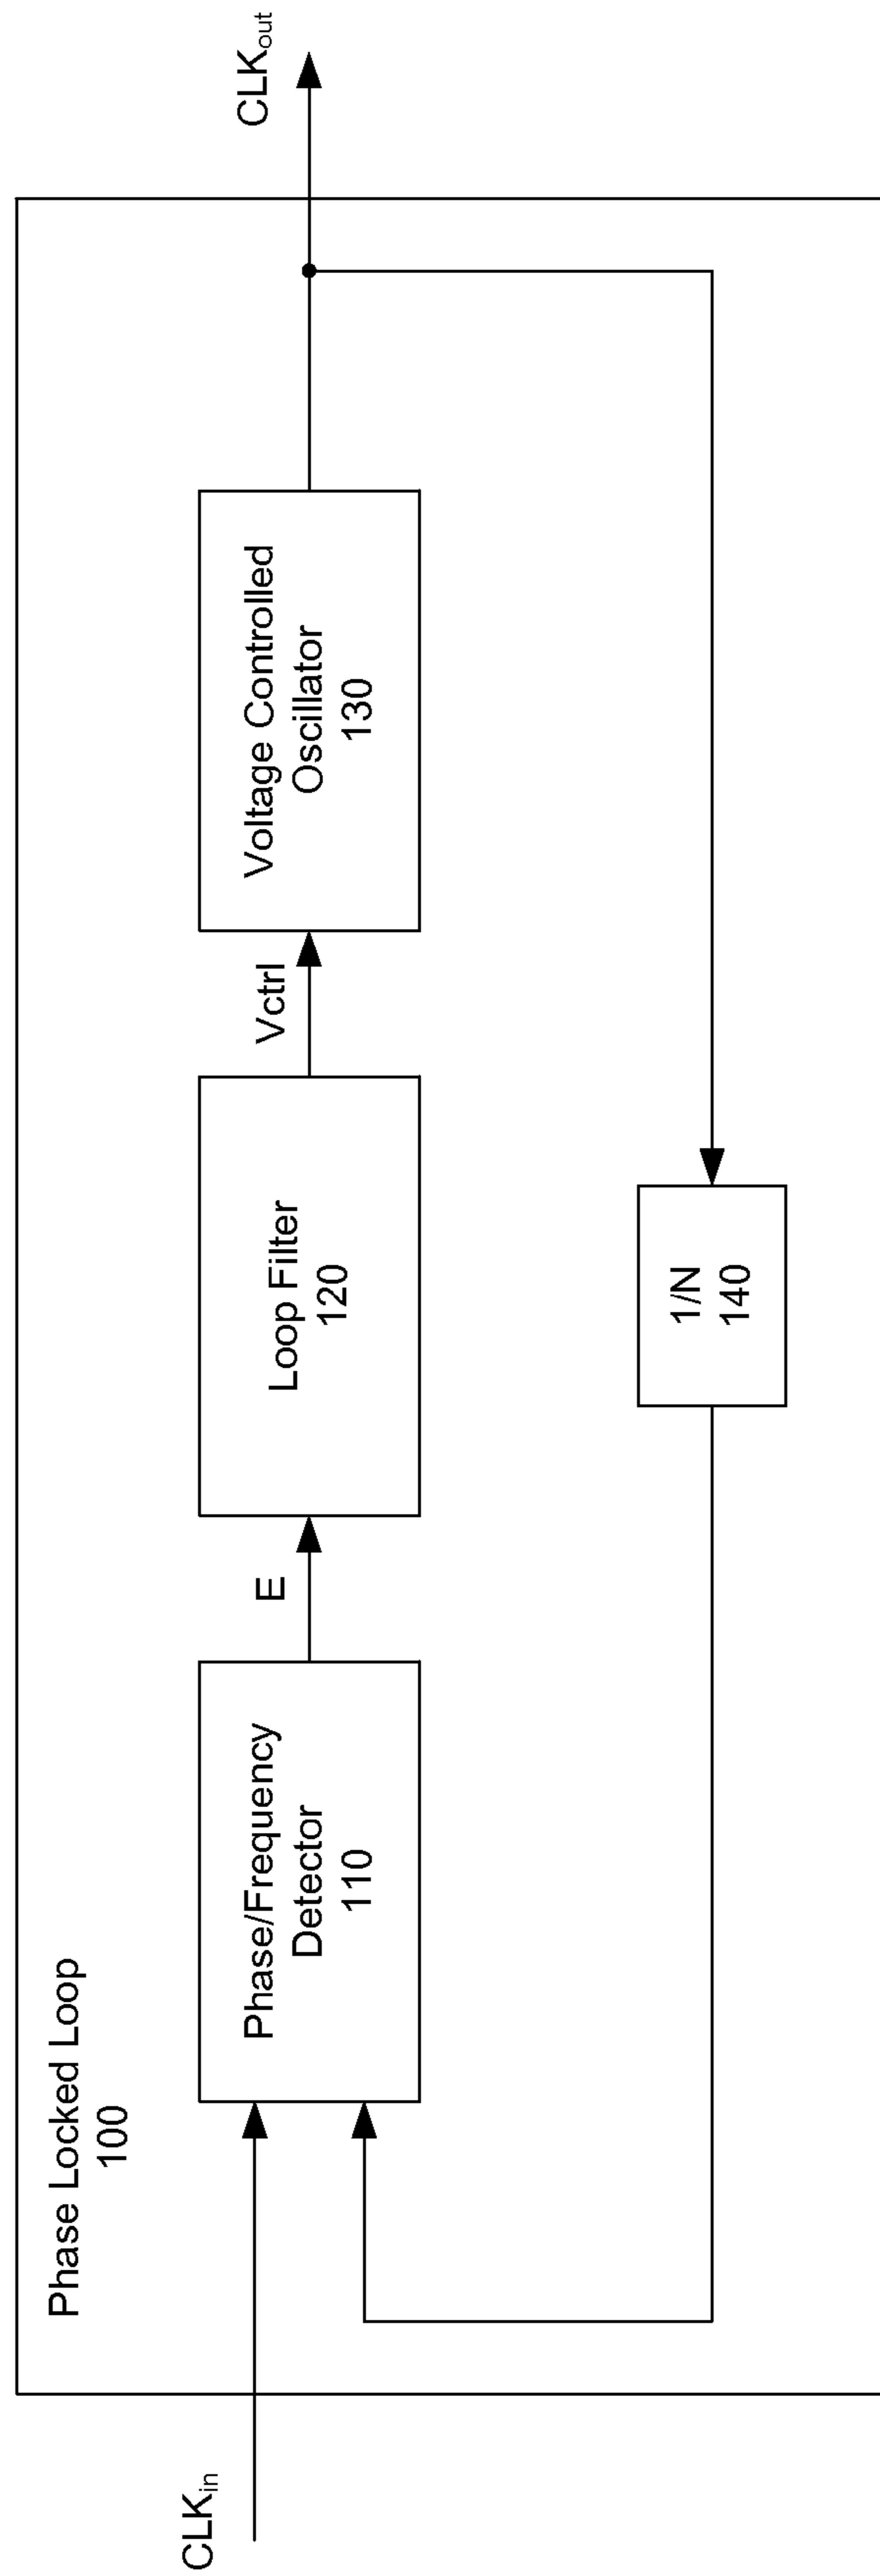 Phase Locked Loop
100
CLKin
Phase/Frequency
Detector
110
E
Loop Filter
120
Vctrl
Voltage Controlled
Oscillator
130
CLKout
1/N
140